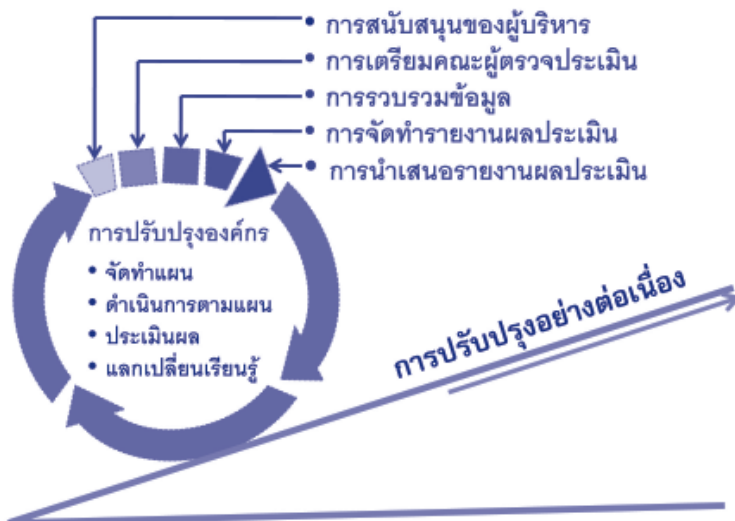 • การสนับสนุนของผู้บริหาร
• การเตรียมคณะผู้ตรวจประเมิน
• การรวบรวมข้อมูล
• การจัดทำรายงานผลประเมิน
• การนำเสนอรายงานผลประเมิน
การปรับปรุงองค์กร
• จัดทำแผน
• ดำเนินการตามแผน
• ประเมินผล
• แลกเปลี่ยนเรียนรู้
การปรับปรุงอย่างต่อเนื่อง